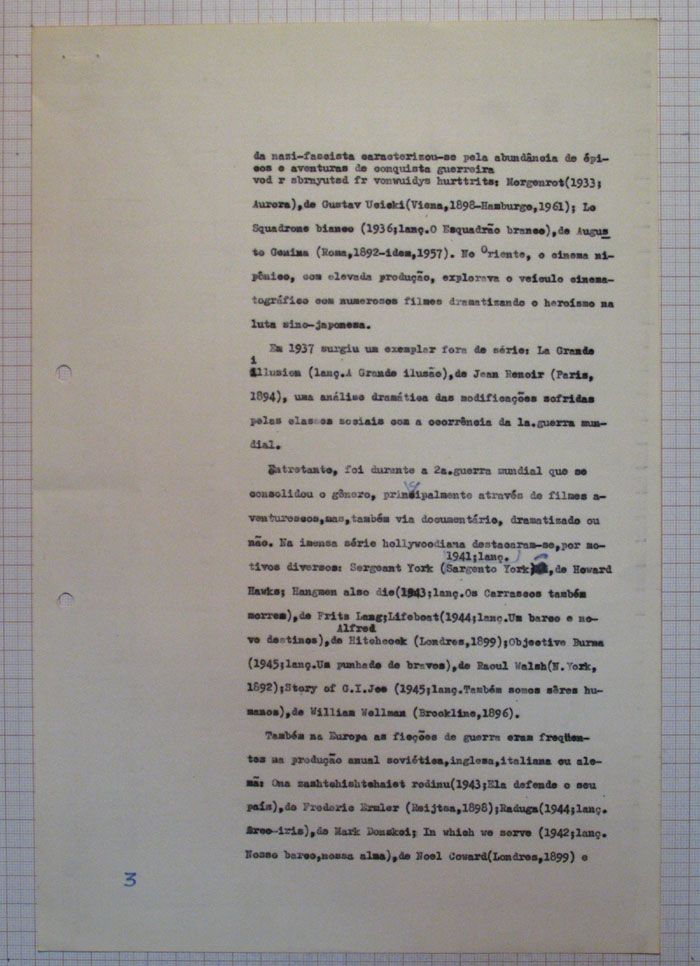 da nazi-fascista caracterizou-se pela abundância de épi-
cos e aventuras de conquista guerreira
vod r sbrnyutsd fr vonwuidys hurttrits: Morgenrot(1933;
Aurora),de Gustav Ucicki(Viena,1898-Hamburgo,1961); Lo
Squadrone bianco (1936;lanç.O Esquadrão branco),de Augus
to Genina (Roma,1892-idem,1957). No Oriente, o cinema ni-
pônico, com elevada produção, explorava o veículo cinema-
tográfico com numerosos filmes dramatizando o heroísmo na
luta sino-japonesa.
Em 1937 surgiu um exemplar fora de série: La Grande
i
illusion (lanç.A Grande ilusão),de Jean Renoir (Paris,
1894), uma análise dramática das modificações sofridas
pelas classes sociais com a ocorrência da 1a.guerra mun-
dial.
Entretanto, foi durante a 2a.guerra mundial que se
consolidou o gênero, principalmente através de filmes a-
venturescos,mas,também via documentário, dramatizado ou
não. Na imensa série hollywoodiana destacaram-se,por mo-
1941;lanç.
tivos diversos: Sergeant York (Sargento York),de Howard
Hawks; Hangmen also die(1943;lanç.Os Carrascos também
morrem),de Fritz Lang;Lifeboat(1944;lanç.Um barco e no-
Alfred
ve destinos),de Hitchcock (Londres,1899);Objective Burma
(1945;lanç.Um punhado de bravos),de Raoul Walsh(N.York,
1892);Story of G.I.Joe (1945;lanç.Também somos sêres hu-
manos),de William Wellman (Brookline,1896).
Também na Europa as ficções de guerra eram freqüen-
tes na produção anual soviética,inglesa,italiana ou ale-
mã: Ona zashtchishtchaiet rodinu(1943;Ela defende o seu
país),de Frederic Ermler (Reijtsa,1898);Raduga(1944;lanç.
Arco-íris),de Mark Donskoi; In which we serve (1942;lanç.
Nosso barco,nossa alma),de Noel Coward(Londres,1899) e
3